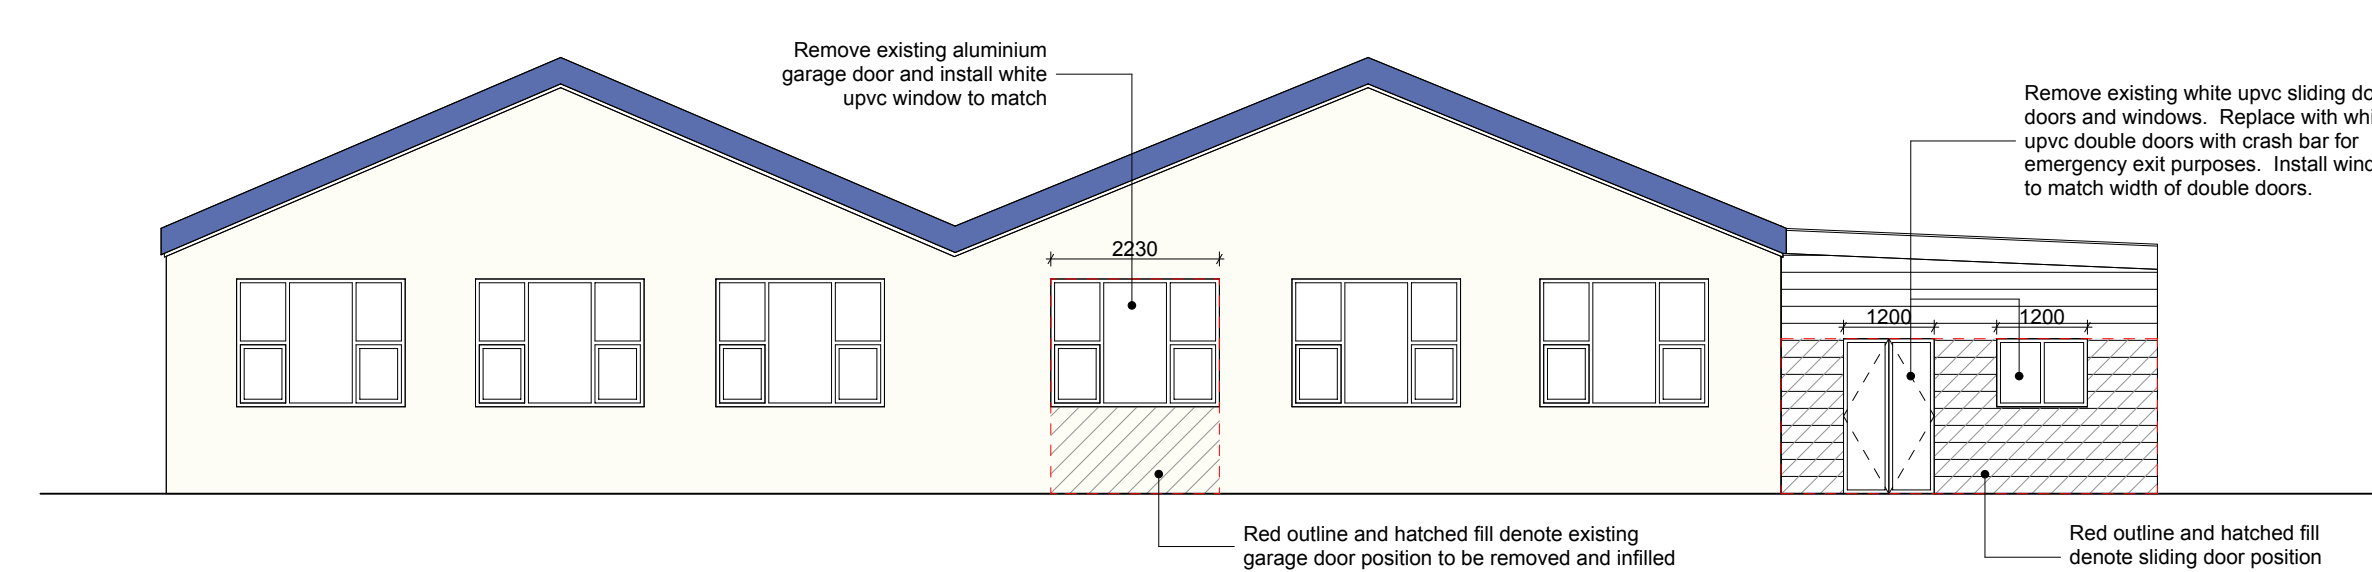 Remove existing aluminium
garage door and install white
upvc window to match
Remove existing white upvc sliding
doors and windows. Replace with
upvc double doors with crash bar for
emergency exit purposes. Install
to match width of double doors.
2230
1200
1200
Red outline and hatched fill denote existing
garage door position to be removed and infilled
Red outline and hatched fill
denote sliding door position